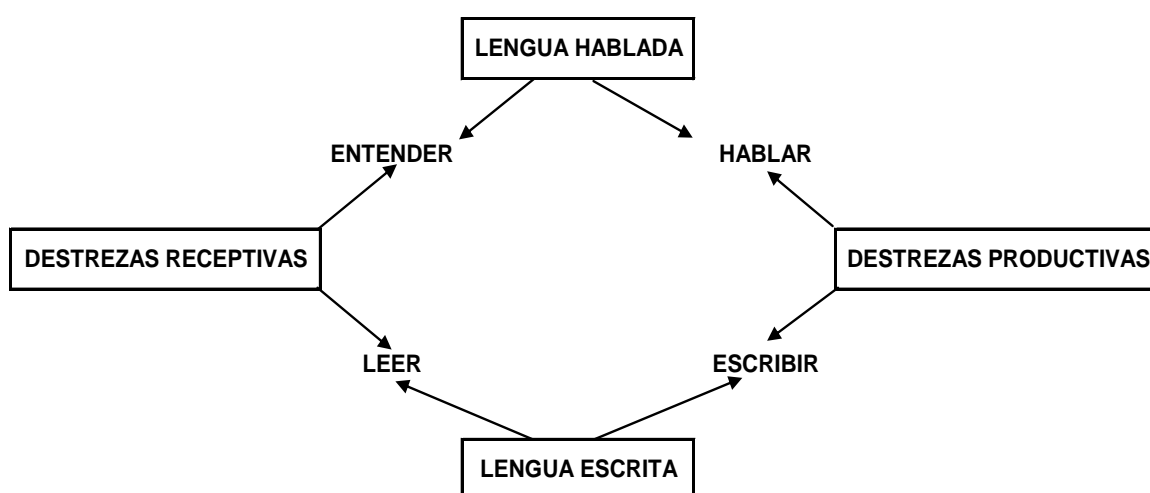 LENGUA HABLADA
ENTENDER
HABLAR
DESTREZAS RECEPTIVAS
DESTREZAS PRODUCTIVAS
LEER
ESCRIBIR
LENGUA ESCRITA